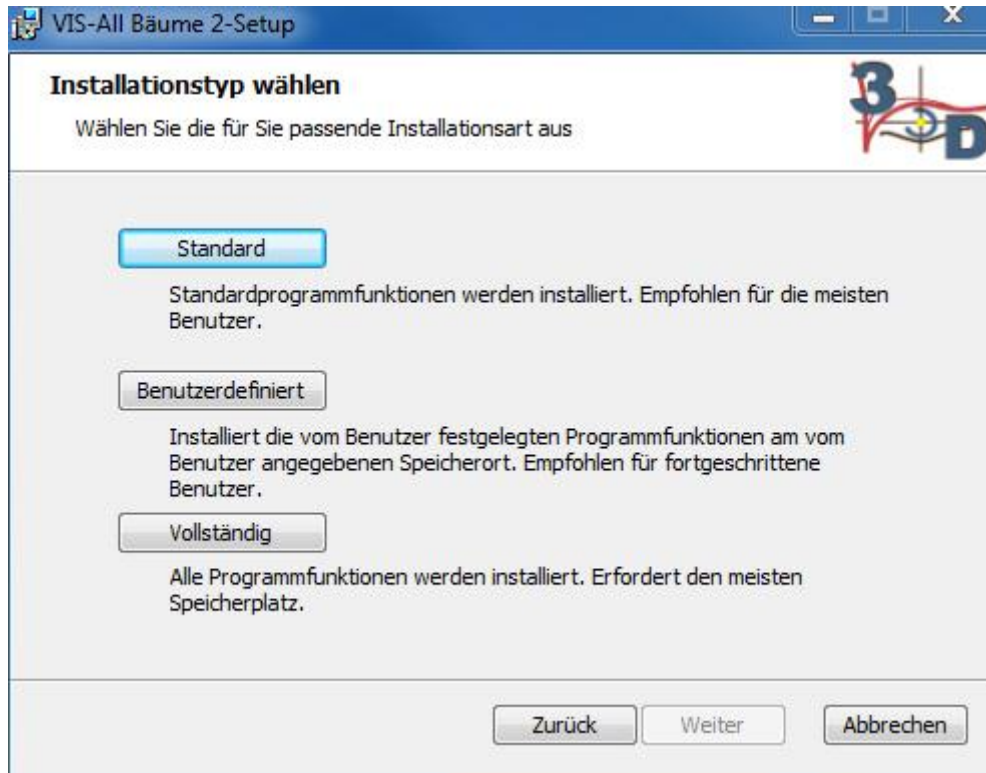 VIS-All Bäume 2-Setup
Installationstyp wählen
Wählen Sie die für Sie passende Installationsart aus
3D
Standard
Standardprogrammfunktionen werden installiert. Empfohlen für die meisten
Benutzer.
Benutzerdefiniert
Installiert die vom Benutzer festgelegten Programmfunktionen am vom
Benutzer angegebenen Speicherort. Empfohlen für fortgeschrittene
Benutzer.
Vollständig
Alle Programmfunktionen werden installiert. Erfordert den meisten
Speicherplatz.
Zurück
Weiter
Abbrechen